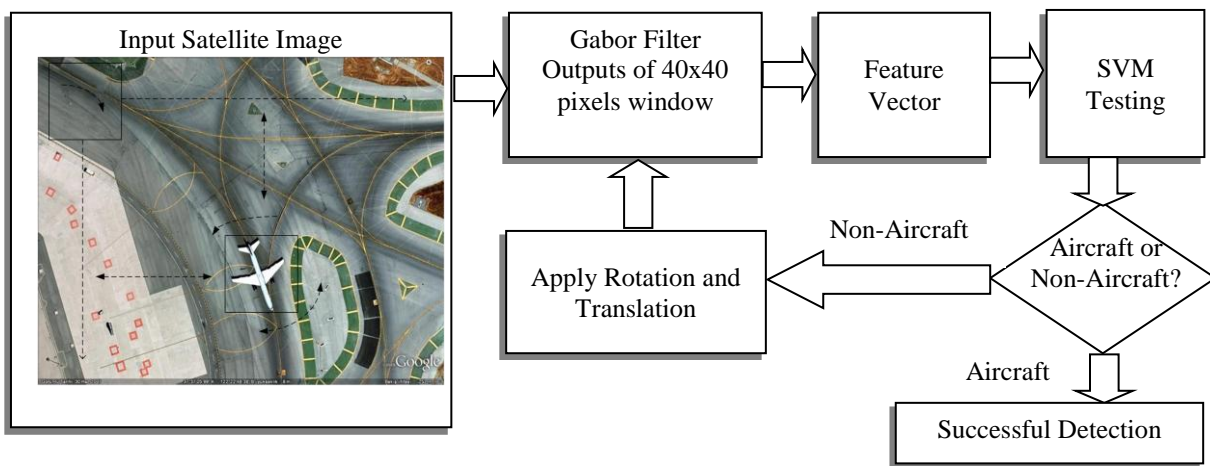 Input Satellite Image
Google
Gabor Filter
Outputs of 40x40
pixels window
Feature
Vector
SVM
Testing
Aircraft or
Non-Aircraft?
Non-Aircraft
Apply Rotation and
Translation
Aircraft
Successful Detection